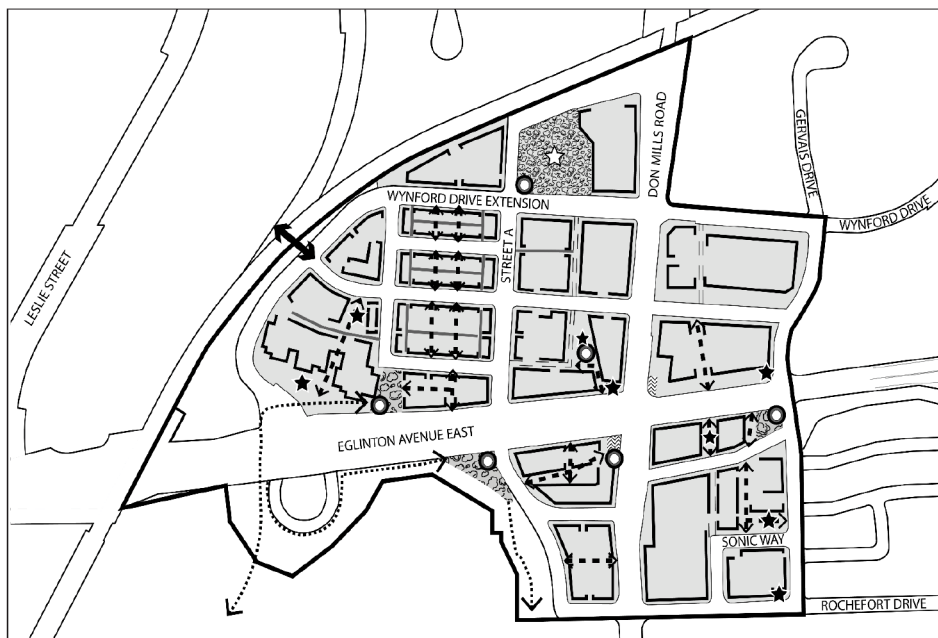 LESLIE STREET
DON MILLS ROAD
GERVAIS DRIVE
WYNFORD DRIVE
WYNFORD DRIVE EXTENSION
STREET A
EGLINTON AVENUE EAST
SONIC WAY
ROCHEFORT DRIVE